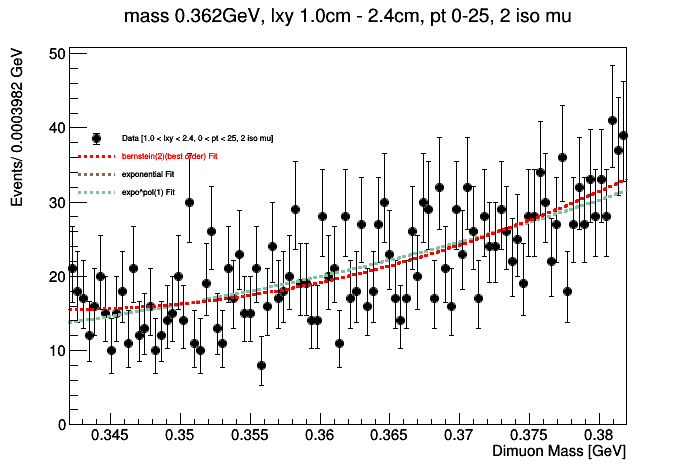 mass 0.362GeV, lxy 1.0cm - 2.4cm, pt 0-25, 2 iso mu
Events/ 0.0003982 GeV
50
40
30
20
10
0
Data [1.0 < lxy < 2.4, 0 < pt < 25, 2 iso mu]
bernstein(2)(best order) Fit
exponential Fit
expo*pol(1) Fit
0.345 0.35 0.355 0.36 0.365 0.37 0.375 0.38
Dimuon Mass [GeV]